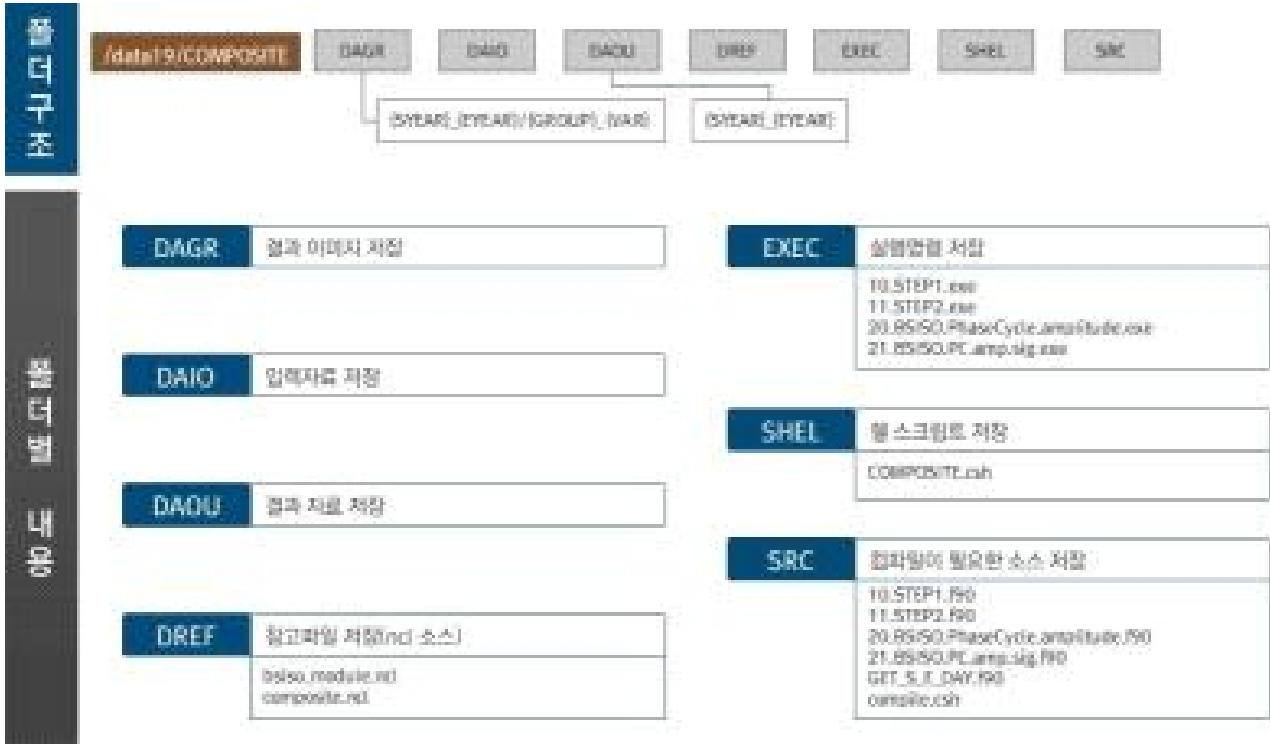 폴더구조
/data19/COMPOSITE
DAGR
DAIO
DAOU
DREF
EXEC
SHEL
SRC
{SYEAR}_{EYEAR}/{GROUP}_{VAR}
{SYEAR}_{EYEAR}
폴더별 용도
DAGR
결과 이미지 저장
DAIO
입력자료 저장
DAOU
결과 자료 저장
DREF
참고파일 저장(ncl 소스)
bsiso_module.ncl
composite.ncl
EXEC
실행명령 저장
10.STEP1.exe
11.STEP2.exe
20.BSISO.PhaseCycle.amplitude.exe
21.BSISO.PC.amp.sig.exe
SHEL
쉘 스크립트 저장
COMPOSITE.csh
SRC
컴파일이 필요한 소스 저장
10.STEP1.f90
11.STEP2.f90
20.BSISO.PhaseCycle.amplitude.f90
21.BSISO.PC.amp.sig.f90
GET_S_E_DAY.f90
compile.csh